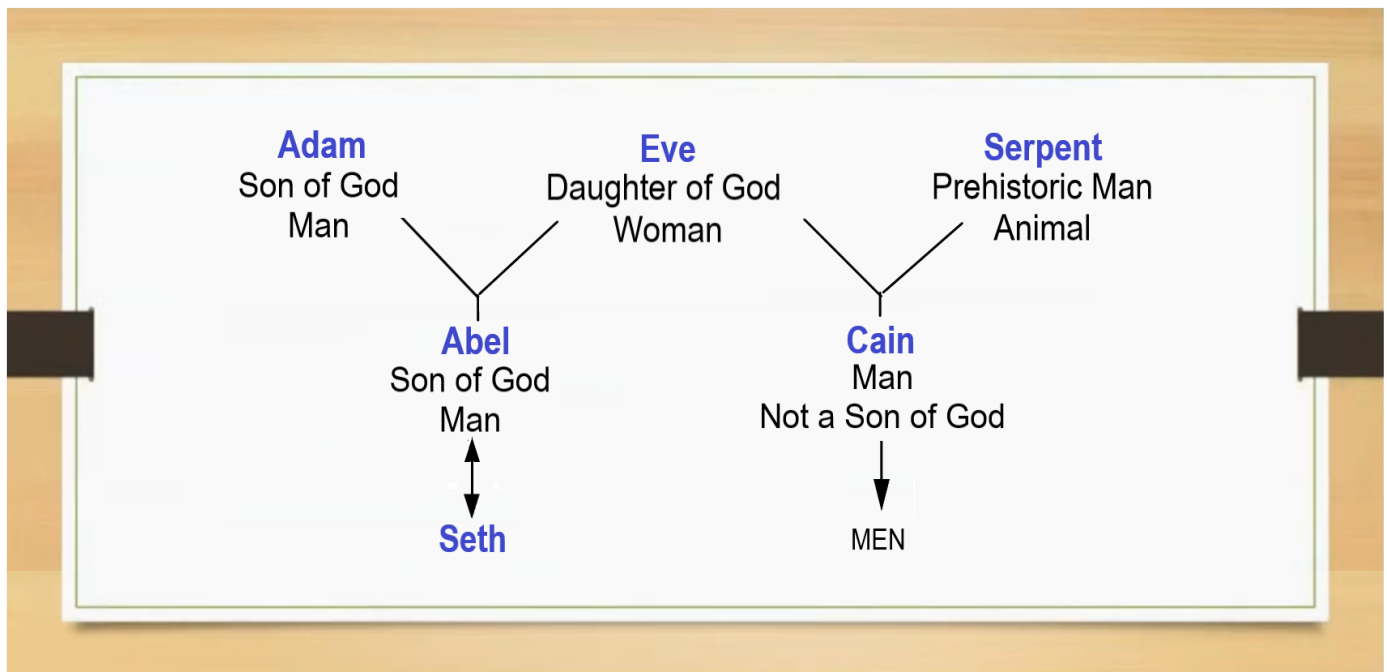 Adam
Son of God
Man
Eve
Daughter of God
Woman
Serpent
Prehistoric Man
Animal
Abel
Son of God
Man
Cain
Man
Not a Son of God
Seth
MEN